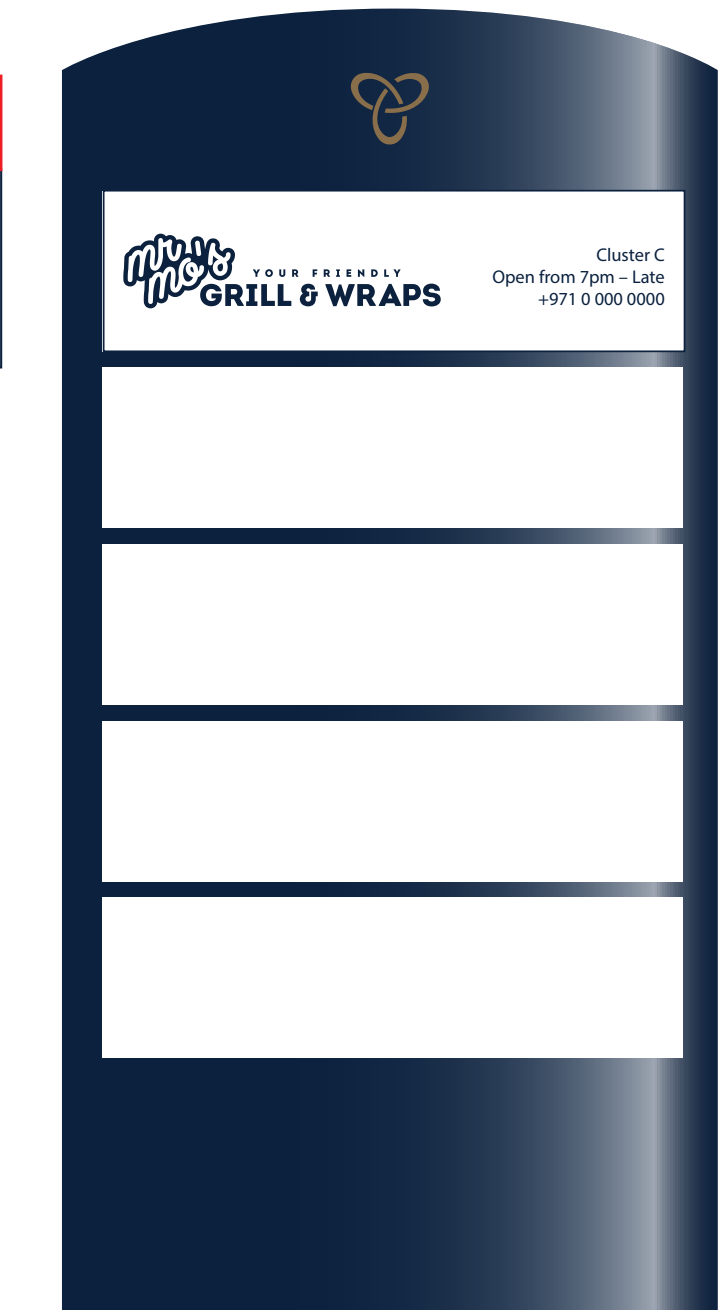 mr.
mo's
YOUR FRIENDLY
GRILL & WRAPS
Cluster C
Open from 7pm – Late
+971 0 000 0000